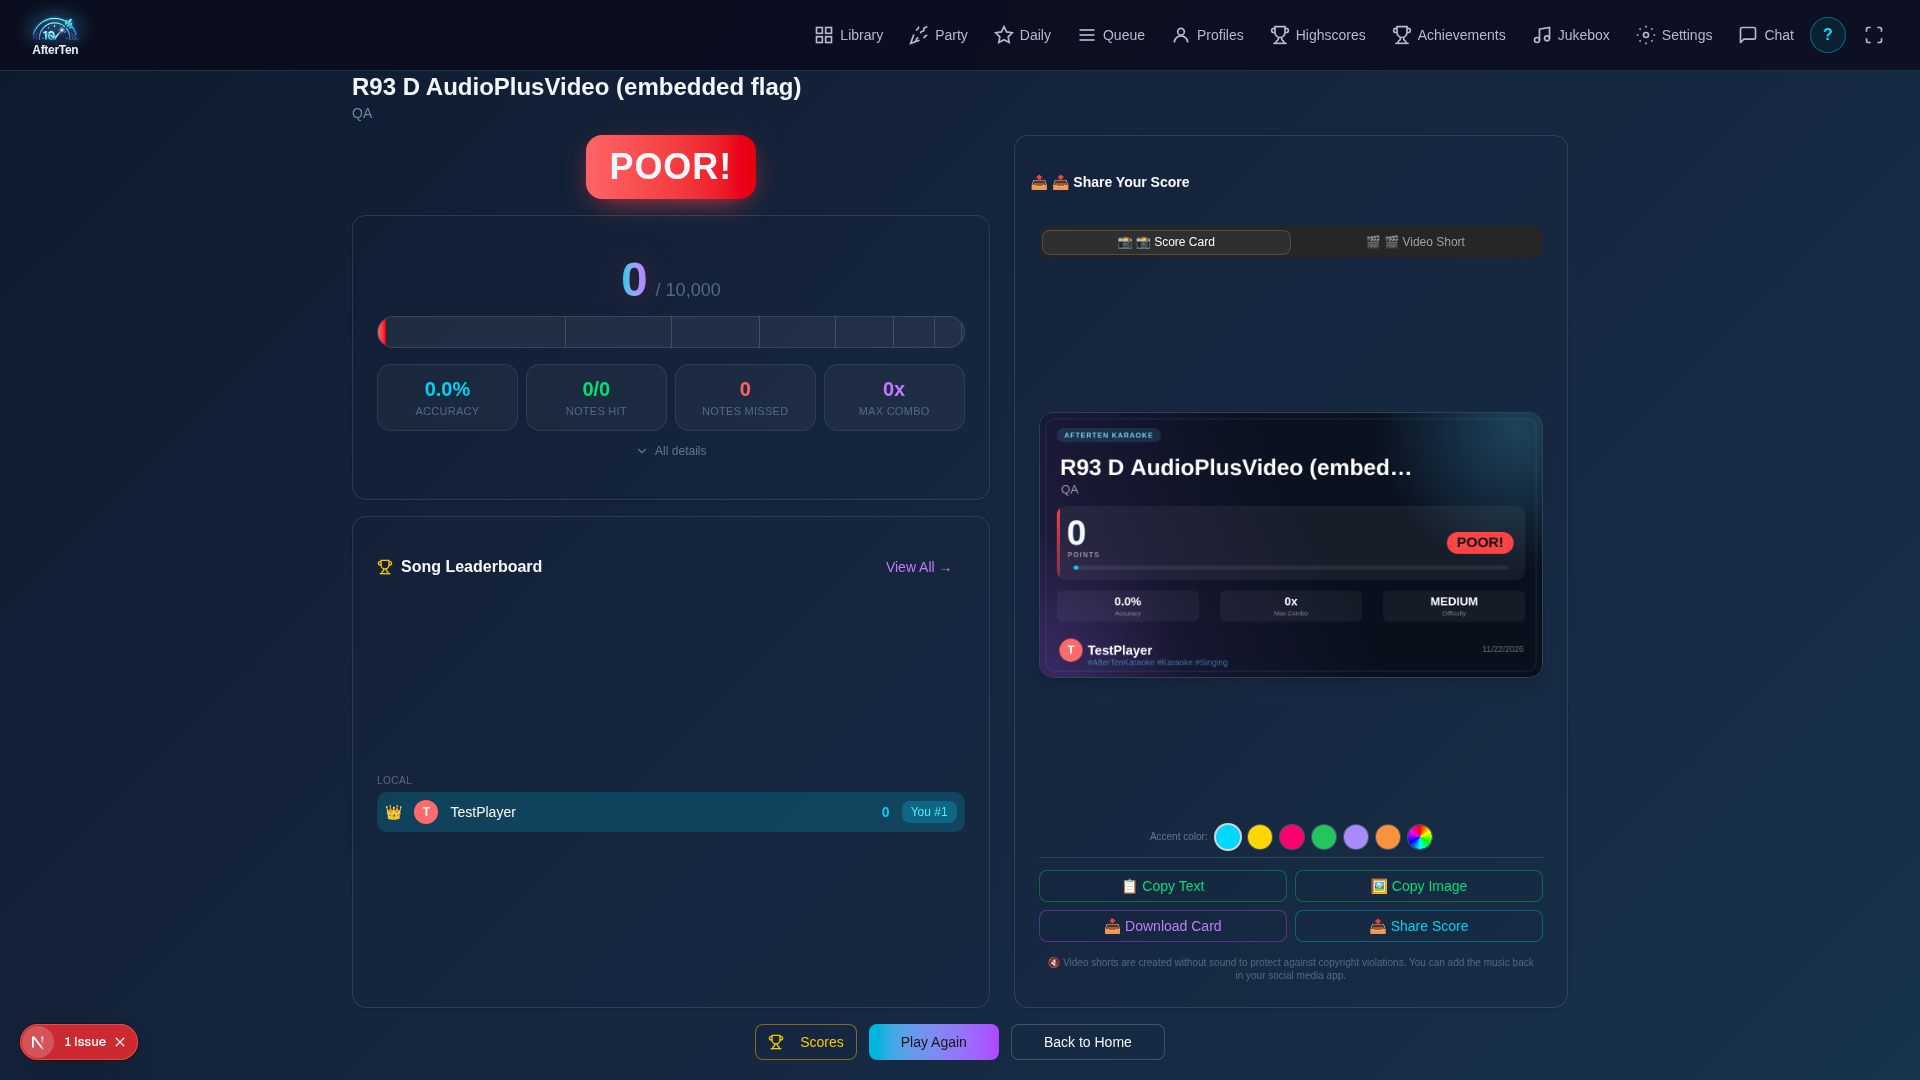 AfterTen
Library
Party
Daily
Queue
Profiles
Highscores
Achievements
Jukebox
Settings
Chat
?
R93 D AudioPlusVideo (embedded flag)
QA
POOR!
0 / 10,000
0.0%
ACCURACY
0/0
NOTES HIT
0
NOTES MISSED
0x
MAX COMBO
All details
Song Leaderboard
View All →
LOCAL
T TestPlayer 0 You #1
Share Your Score
Score Card
Video Short
AFTERTEN KARAOKE
R93 D AudioPlusVideo (embed...
QA
0
POINTS
POOR!
0.0%
Accuracy
0x
Max Combo
MEDIUM
Difficulty
T TestPlayer
#AfterTenKaraoke #Karaoke #Singing
11/22/2026
Accent color:
Copy Text
Copy Image
Download Card
Share Score
Video shorts are created without sound to protect against copyright violations. You can add the music back
in your social media app.
N 1 Issue
Scores
Play Again
Back to Home